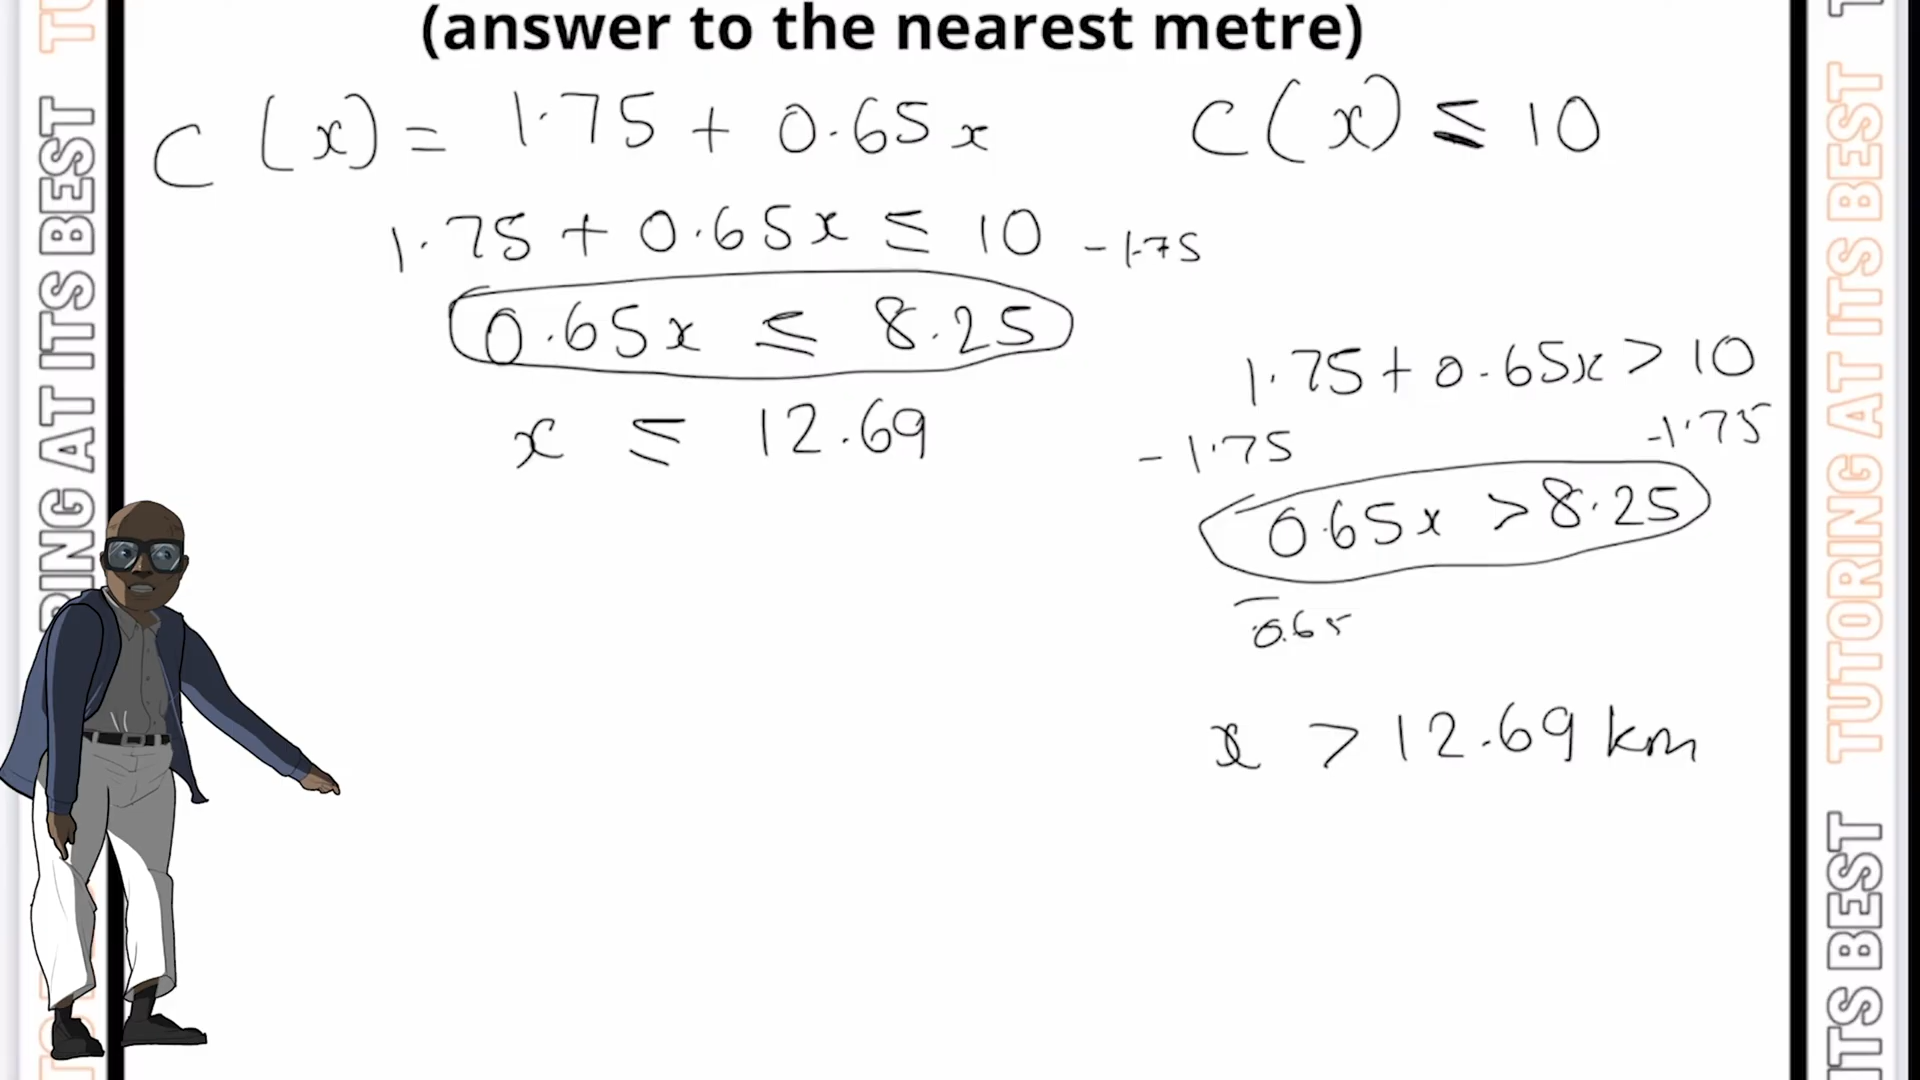 (answer to the nearest metre)
C(x) = 1.75 + 0.65x
C(x) ≤ 10
1.75 + 0.65x ≤ 10 -1.75
0.65x ≤ 8.25
x ≤ 12.69
1.75 + 0.65x > 10
-1.75 -1.75
0.65x > 8.25
0.65
x > 12.69 km
TUTORING AT ITS BEST
TUTORING AT ITS BEST
ITS BEST